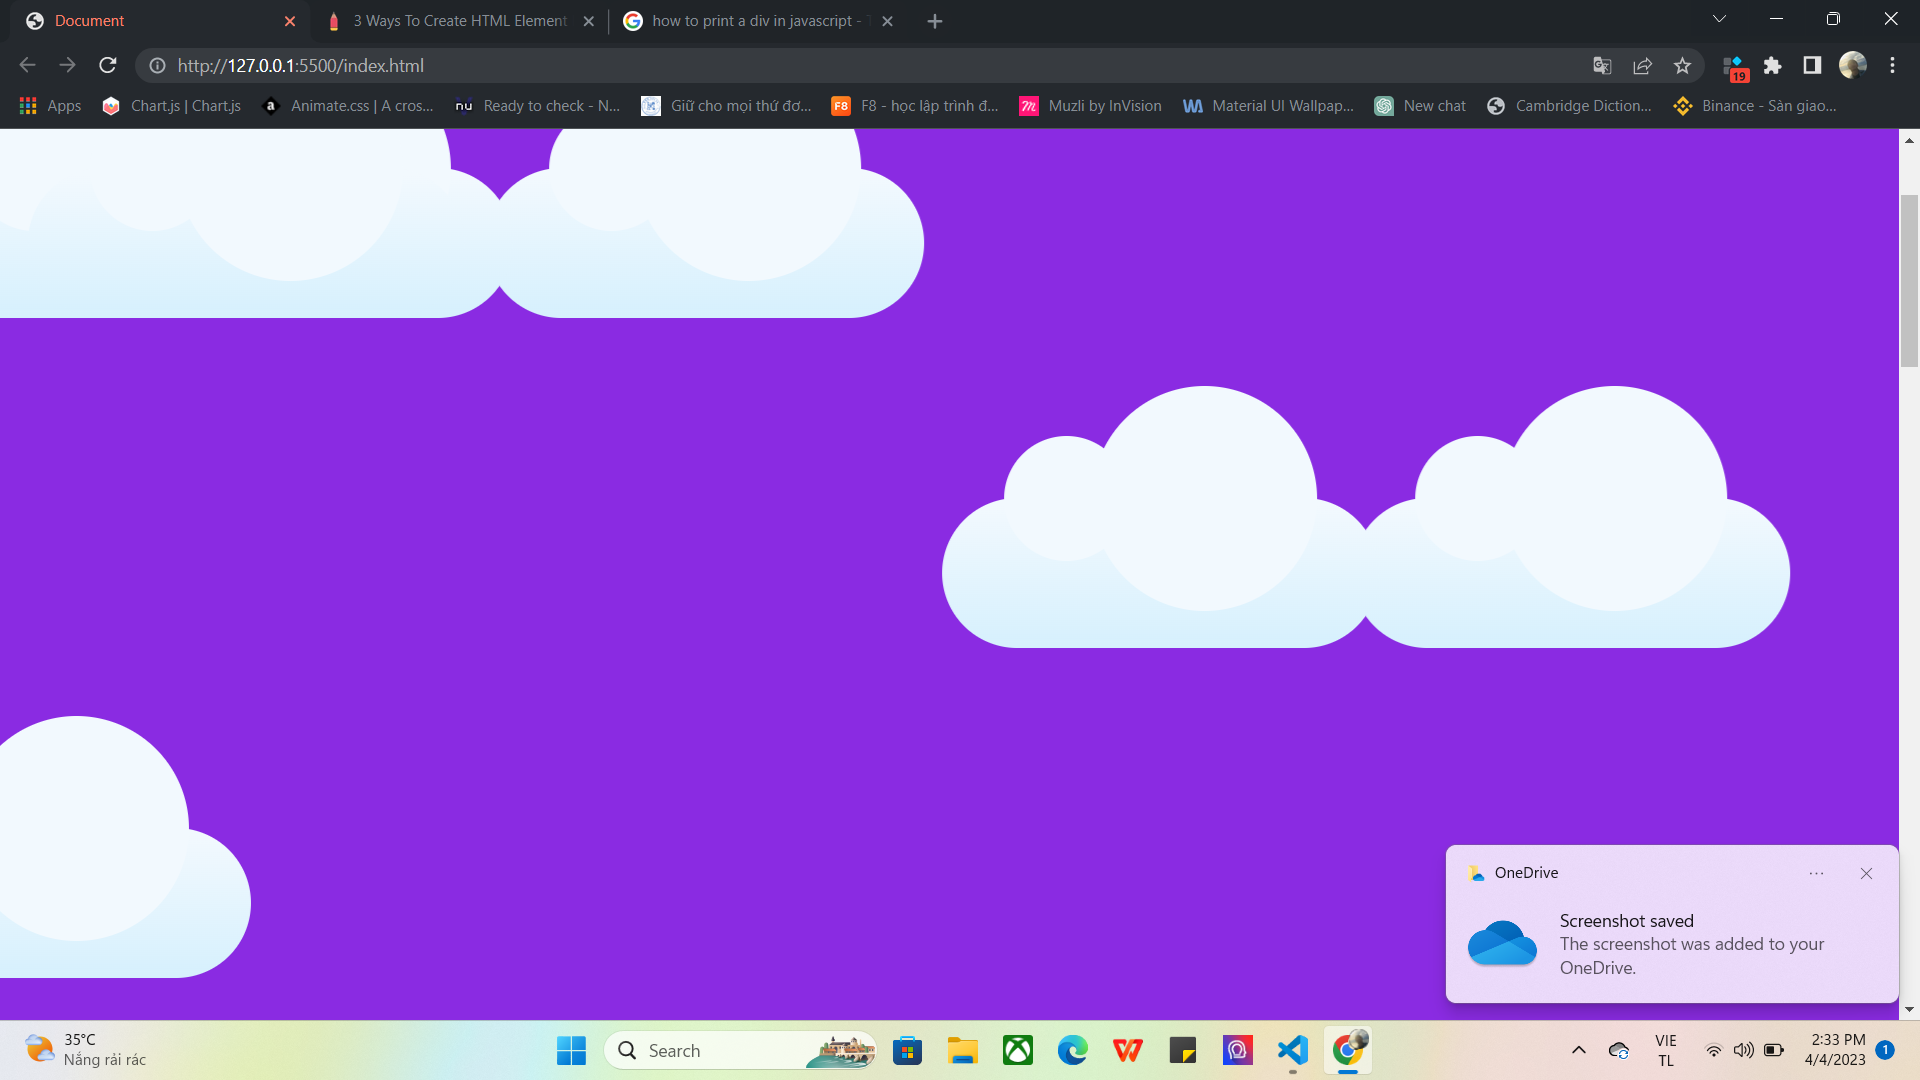 Document
3 Ways To Create HTML Element
how to print a div in javascript -
http://127.0.0.1:5500/index.html
19
Apps
Chart.js | Chart.js
a
Animate.css | A cros...
nu
Ready to check - N...
Giữ cho mọi thứ đơ...
F8
F8 - học lập trình đ...
m
Muzli by InVision
Material UI Wallpap...
New chat
Cambridge Diction...
Binance - Sàn giao...
OneDrive
Screenshot saved
The screenshot was added to your
OneDrive.
35°C
Nắng rải rác
Search
VIE
TL
2:33 PM
4/4/2023
1